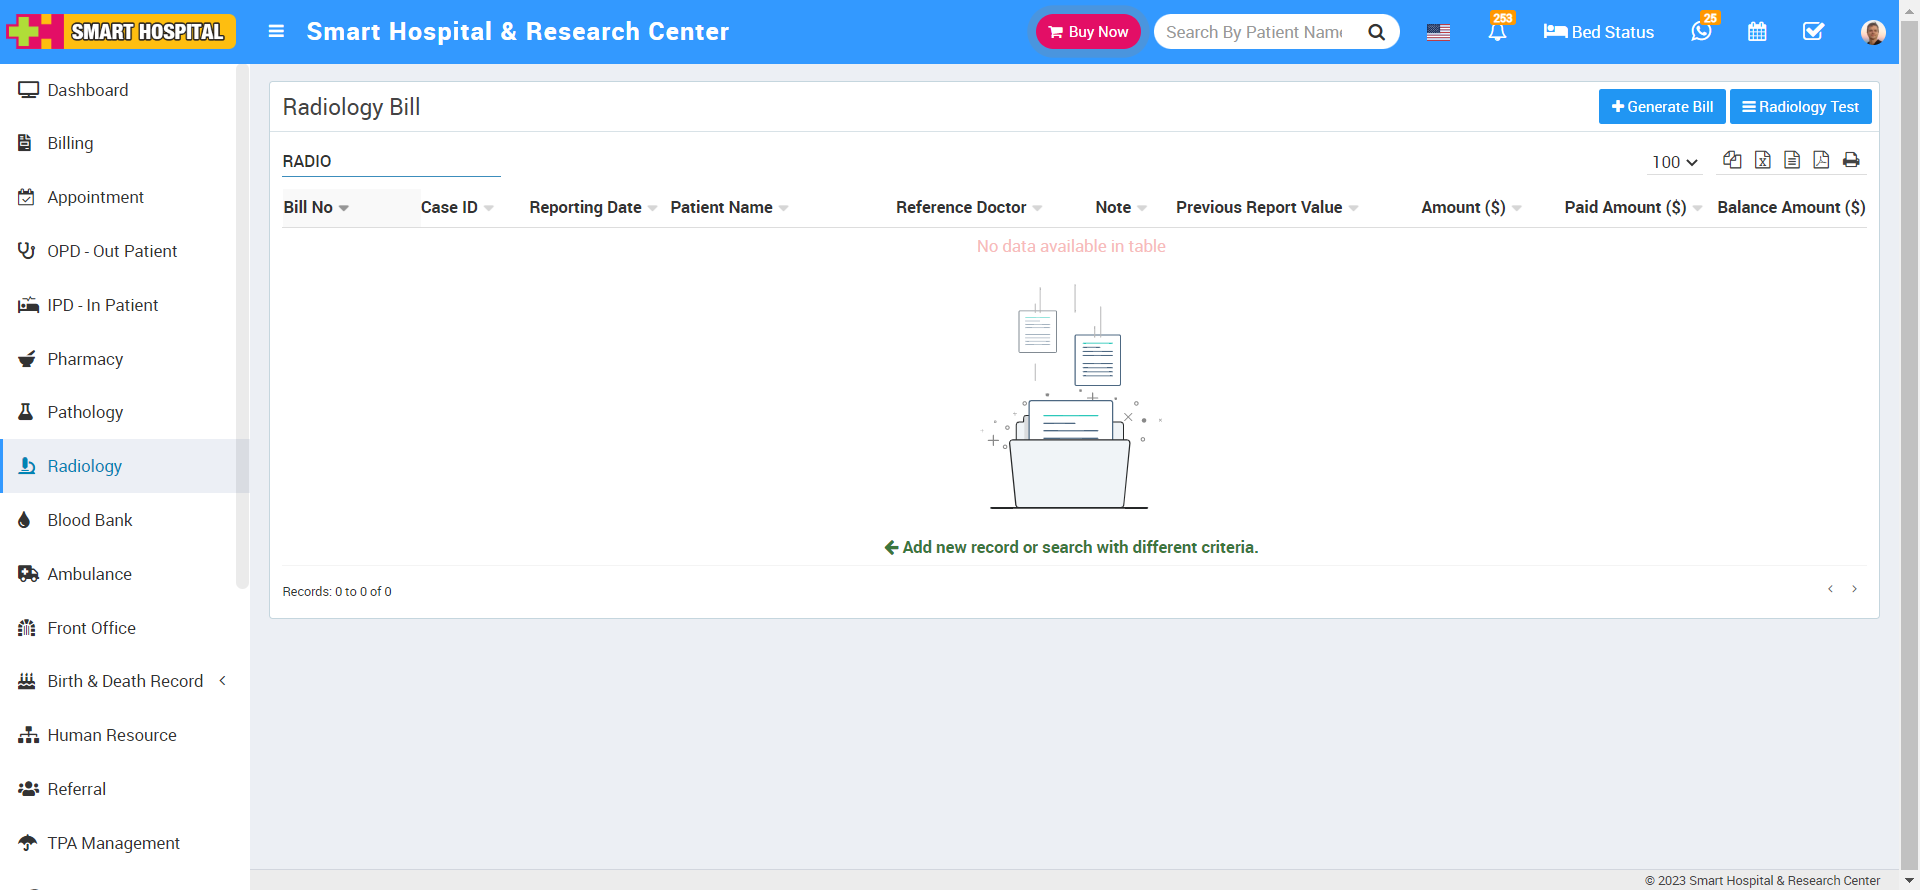 SMART HOSPITAL
Smart Hospital & Research Center
Buy Now
Search By Patient Name
253
Bed Status
25
Dashboard
Billing
Appointment
OPD - Out Patient
IPD - In Patient
Pharmacy
Pathology
Radiology
Blood Bank
Ambulance
Front Office
Birth & Death Record
Human Resource
Referral
TPA Management
Radiology Bill
Generate Bill
Radiology Test
RADIO
100
Bill No Case ID Reporting Date Patient Name Reference Doctor Note Previous Report Value Amount ($) Paid Amount ($) Balance Amount ($)
No data available in table
Add new record or search with different criteria.
Records: 0 to 0 of 0
© 2023 Smart Hospital & Research Center